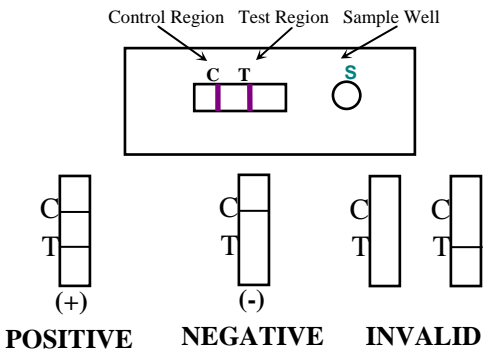 Control Region Test Region Sample Well
C T S
C C C C
T T T T
(+) (-)
POSITIVE NEGATIVE INVALID